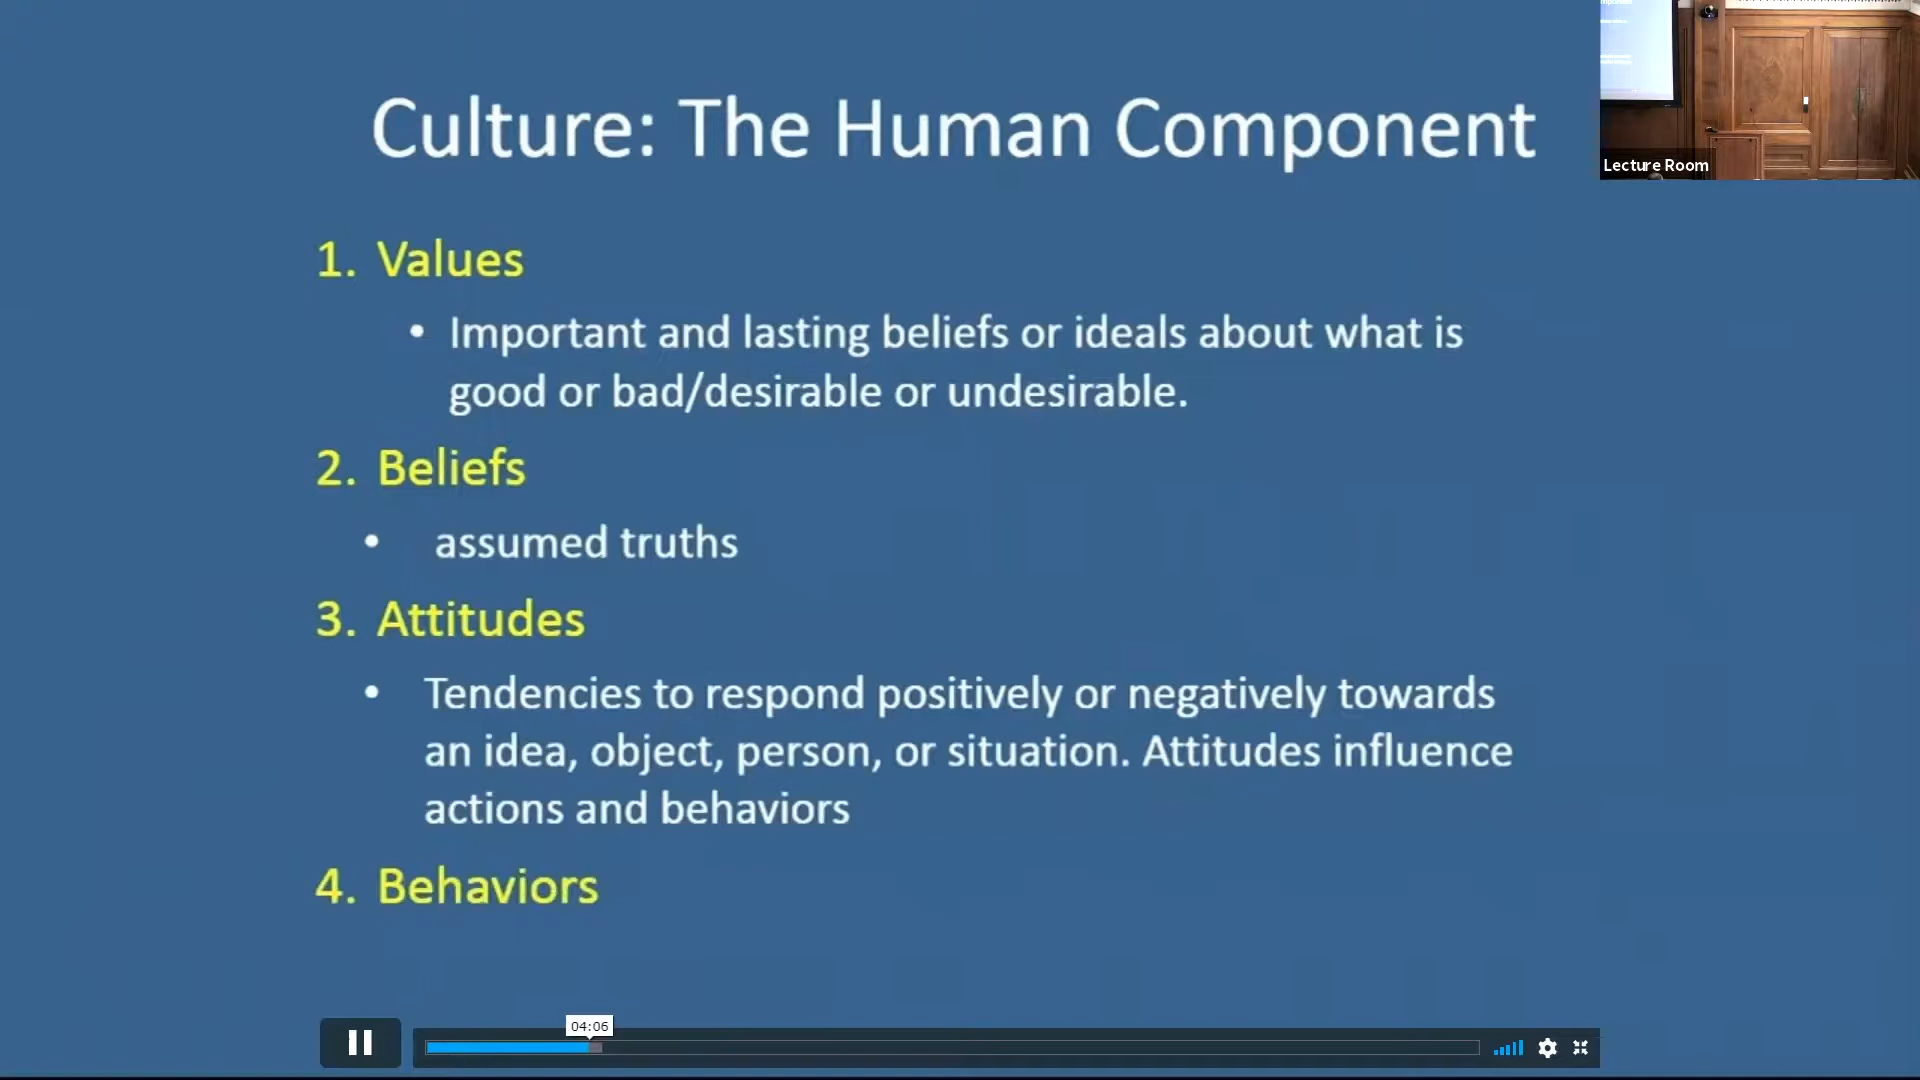 Culture: The Human Component
Lecture Room
1. Values
• Important and lasting beliefs or ideals about what is
good or bad/desirable or undesirable.
2. Beliefs
• assumed truths
3. Attitudes
• Tendencies to respond positively or negatively towards
an idea, object, person, or situation. Attitudes influence
actions and behaviors
4. Behaviors
04:06